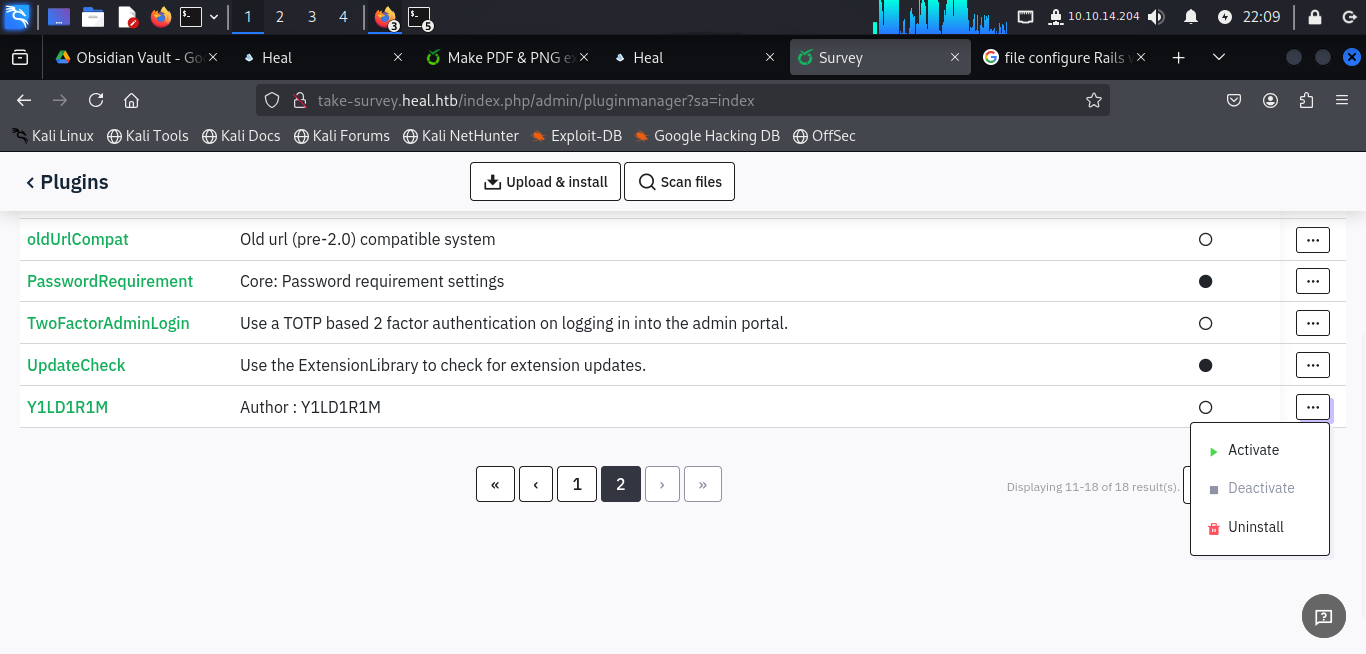 1 2 3 4 3 5 10.10.14.204 22:09
Obsidian Vault - Go Heal Make PDF & PNG e Heal Survey file configure Rails v
take-survey.heal.htb/index.php/admin/pluginmanager?sa=index
Kali Linux Kali Tools Kali Docs Kali Forums Kali NetHunter Exploit-DB Google Hacking DB OffSec
Plugins Upload & install Scan files
oldUrlCompat Old url (pre-2.0) compatible system ...
PasswordRequirement Core: Password requirement settings ...
TwoFactorAdminLogin Use a TOTP based 2 factor authentication on logging in into the admin portal. ...
UpdateCheck Use the ExtensionLibrary to check for extension updates. ...
Y1LD1R1M Author : Y1LD1R1M ...
Activate
« ‹ 1 2 › » Displaying 11-18 of 18 result(s). Deactivate
Uninstall